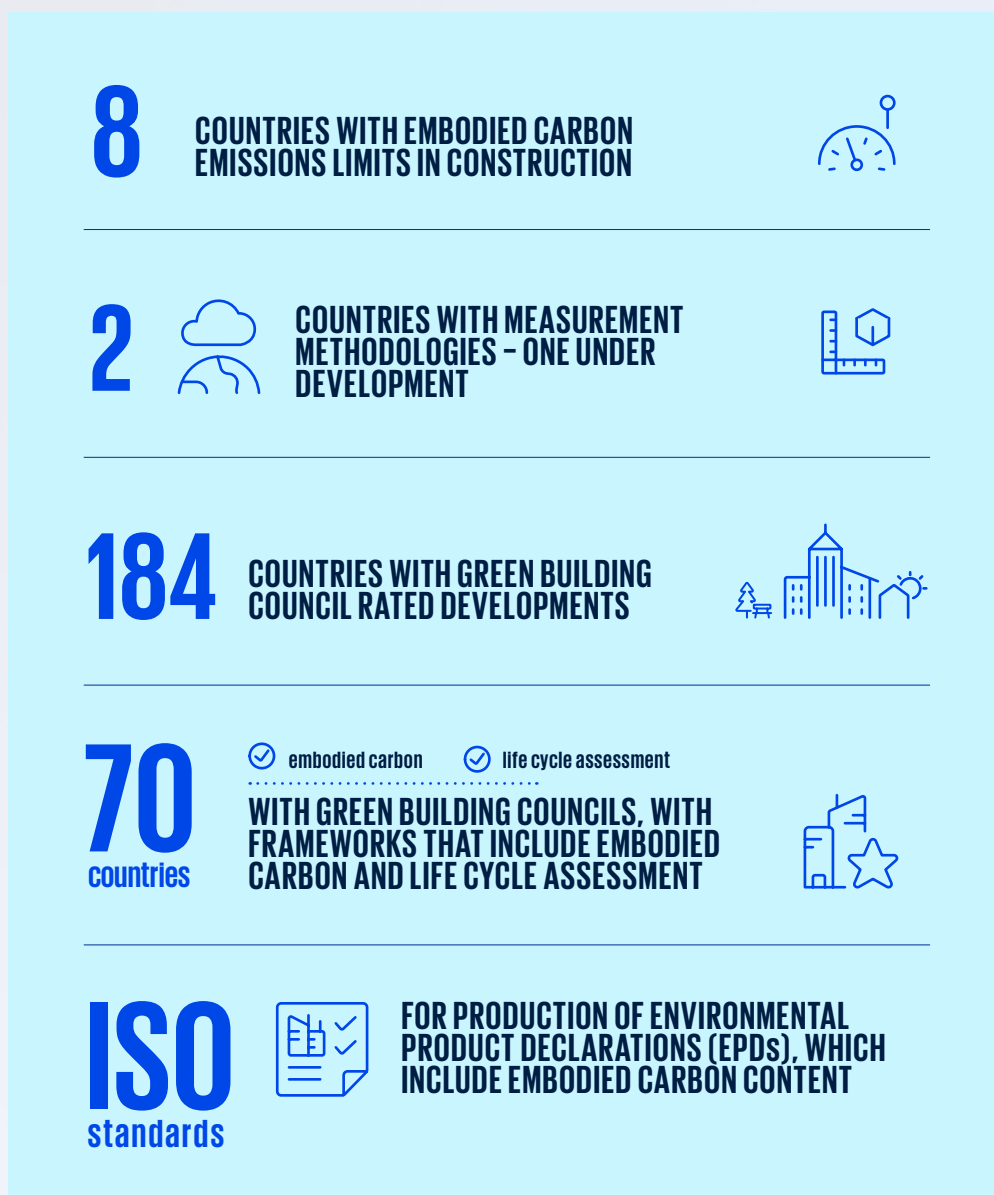 8
COUNTRIES WITH EMBODIED CARBON
EMISSIONS LIMITS IN CONSTRUCTION
2
COUNTRIES WITH MEASUREMENT
METHODOLOGIES – ONE UNDER
DEVELOPMENT
184
COUNTRIES WITH GREEN BUILDING
COUNCIL RATED DEVELOPMENTS
70
countries
embodied carbon life cycle assessment
WITH GREEN BUILDING COUNCILS, WITH
FRAMEWORKS THAT INCLUDE EMBODIED
CARBON AND LIFE CYCLE ASSESSMENT
ISO
standards
FOR PRODUCTION OF ENVIRONMENTAL
PRODUCT DECLARATIONS (EPDs), WHICH
INCLUDE EMBODIED CARBON CONTENT